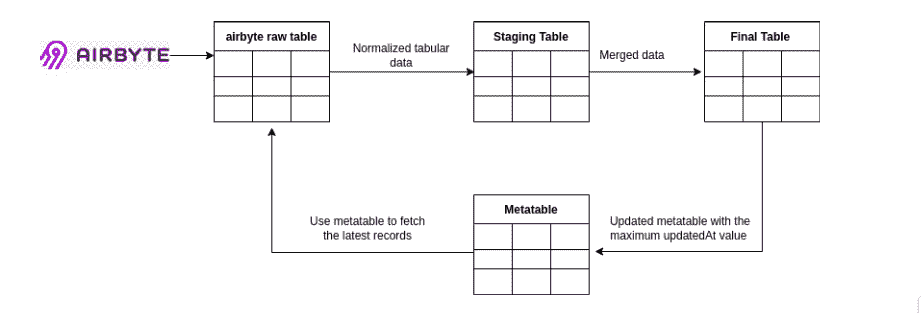 AIRBYTE
airbyte raw table
Normalized tabular
data
Staging Table
Merged data
Final Table
Metatable
Use metatable to fetch
the latest records
Updated metatable with the
maximum updatedAt value